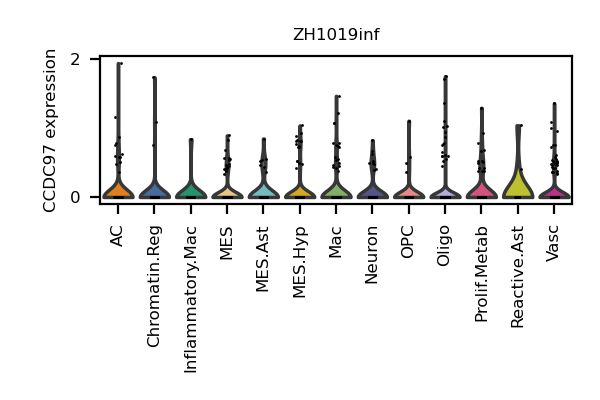 ZH1019inf
CCDC97 expression
2
0
AC
Chromatin.Reg
Inflammatory.Mac
MES
MES.Ast
MES.Hyp
Mac
Neuron
OPC
Oligo
Prolif.Metab
Reactive.Ast
Vasc